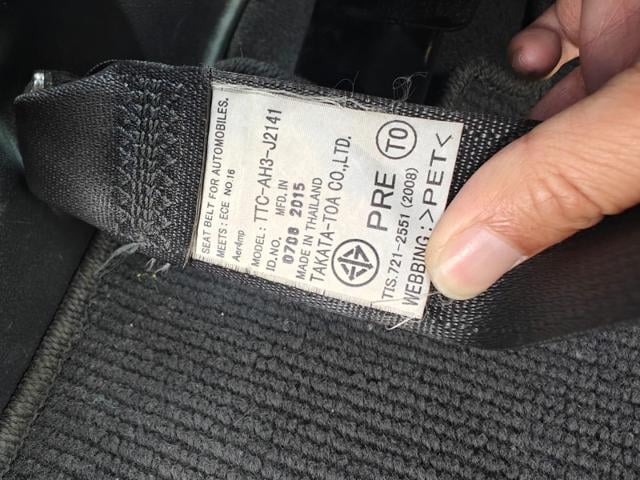 SEAT BELT FOR AUTOMOBILES.
MEETS: ECE NO.16
Aer4mp
MODEL: TTC-AH3-J2141
ID.NO. MFD.IN
0708 2015
MADE IN THAILAND
TAKATA-TOA CO.,LTD.
PRE TO
TIS.721-2551 (2008)
WEBBING:>PET<